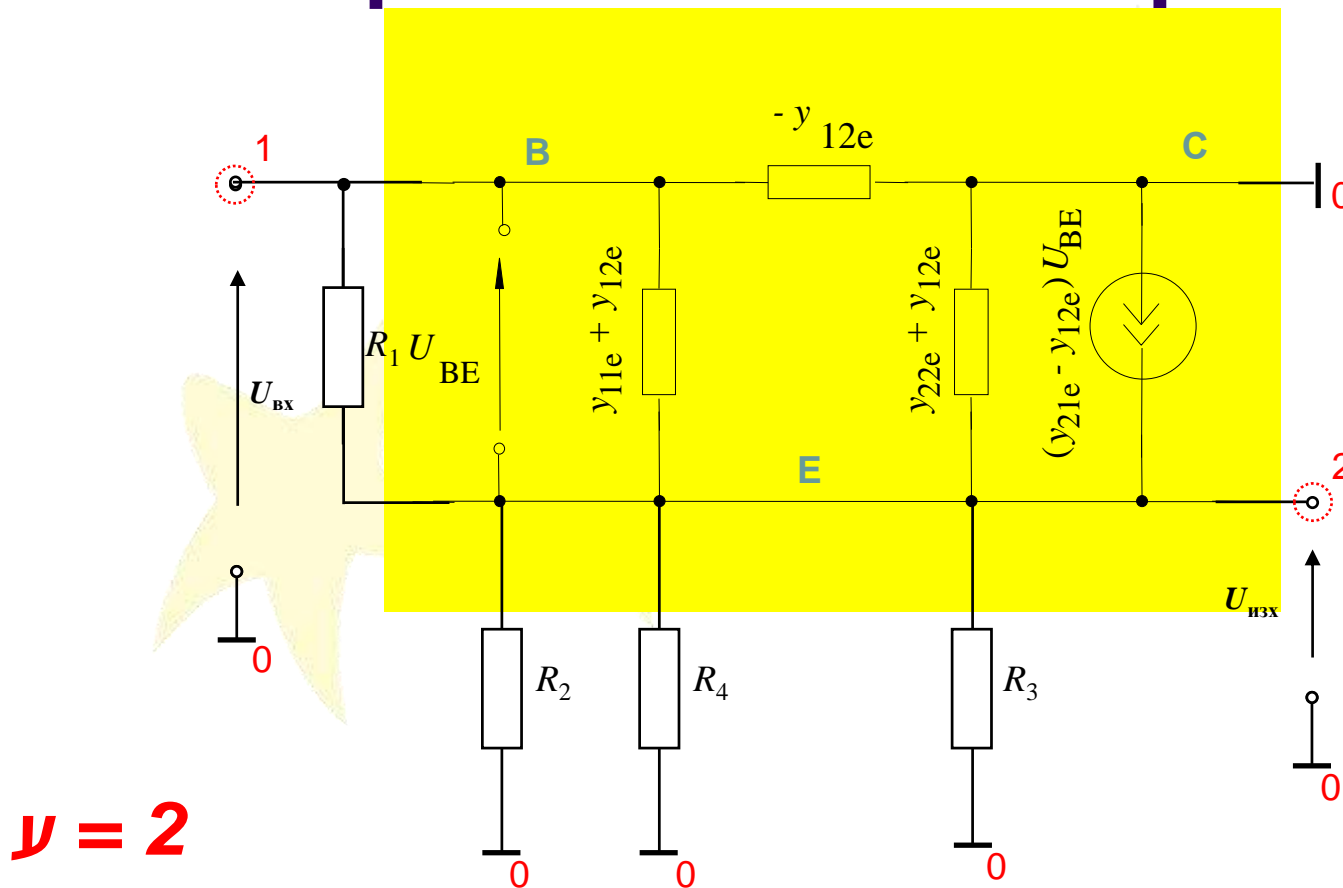 - y 12e
1
B
C
0
y11e + y12e
y22e + y12e
(y21e - y12e) UBE
R1
UBE
Uвх
E
2
Uизх
0
R2
R4
R3
0
0
0
0
ע = 2